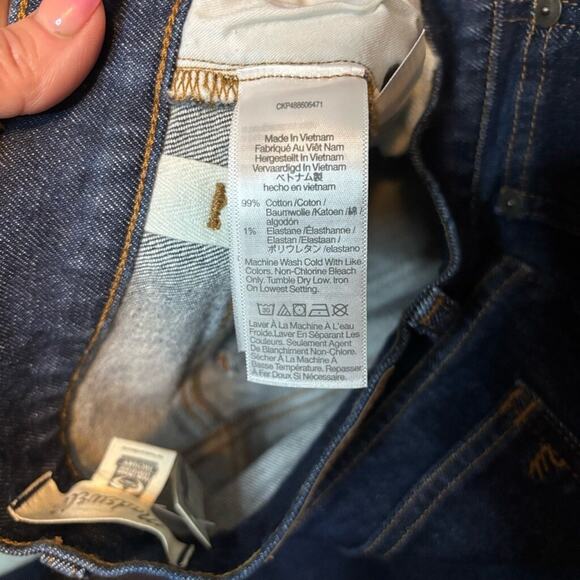 CKP488606471
Made In Vietnam
Fabriqué Au Viêt Nam
Hergestellt In Vietnam
Vervaardigd In Vietnam
ベトナム製
hecho en vietnam
99% Cotton /Coton /
Baumwolle /Katoen /綿 /
algodón
1% Elastane /Élasthanne /
Elastan /Elastaan /
ポリウレタン /elastano
Machine Wash Cold With Like
Colors. Non-Chlorine Bleach
Only. Tumble Dry Low. Iron
On Lowest Setting.
Laver À La Machine À L'eau
Froide.Laver En Séparant Les
Couleurs. Seulement Agent
De Blanchiment Non-Chlore.
Sécher À La Machine À
Basse Température. Repasser
À Fer Doux Si Nécessaire.
Madewell
m